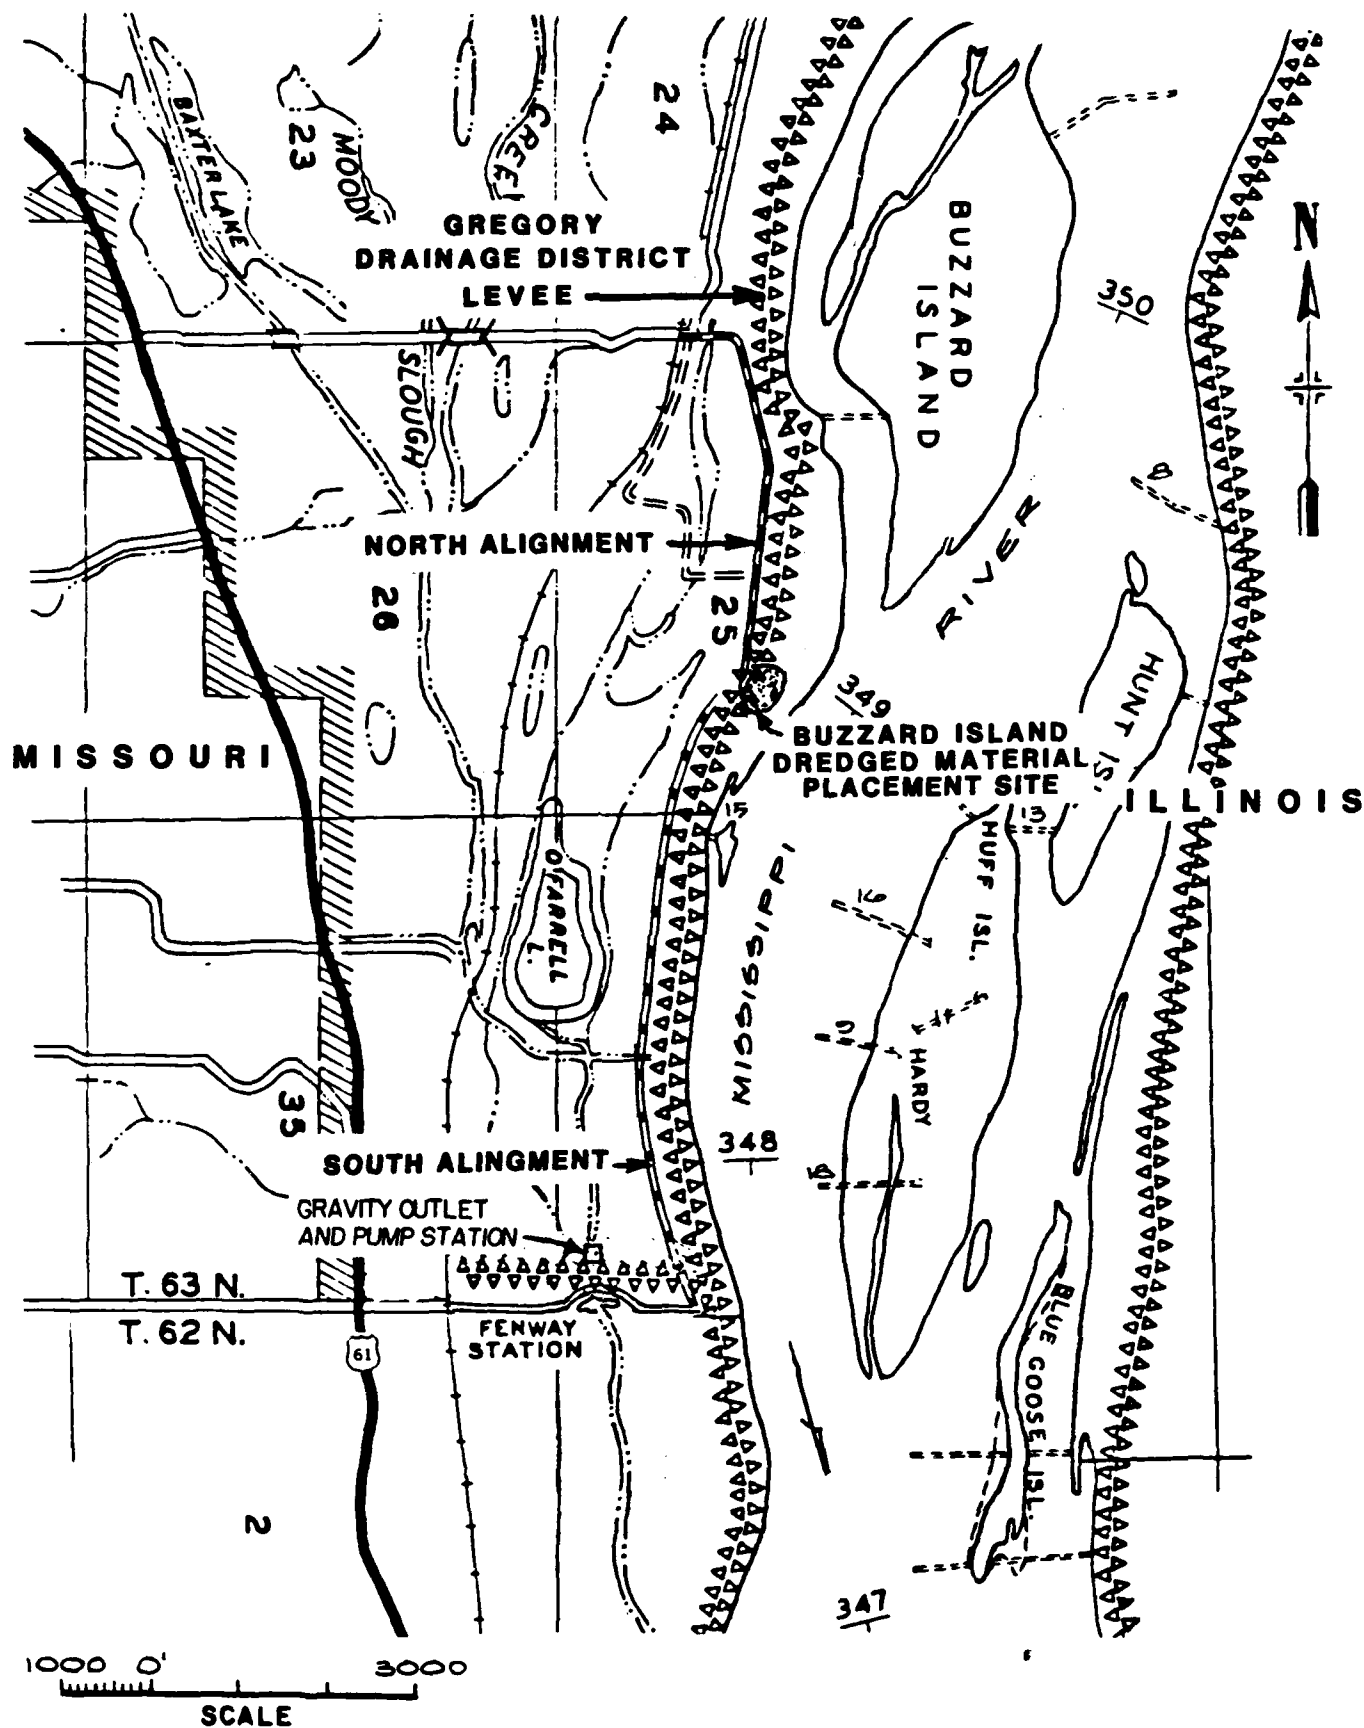 24
23
MOODY
CREE
BAXTER LAKE
GREGORY
DRAINAGE DISTRICT
LEVEE
BUZZARD
ISLAND
N
350
SLOUGH
NORTH ALIGNMENT
RIVER
26
25
349
HUNT IS.
MISSOURI
BUZZARD ISLAND
DREDGED MATERIAL
PLACEMENT SITE
ILLINOIS
15
13
HUFF ISL.
O'FARRELL
L.
16
MISSISSIPPI
HARDY
348
35
SOUTH ALINGMENT
18
GRAVITY OUTLET
AND PUMP STATION
T. 63 N.
T. 62 N.
FENWAY
STATION
61
BLUE GOOSE ISL.
2
347
1000 0' 3000
SCALE